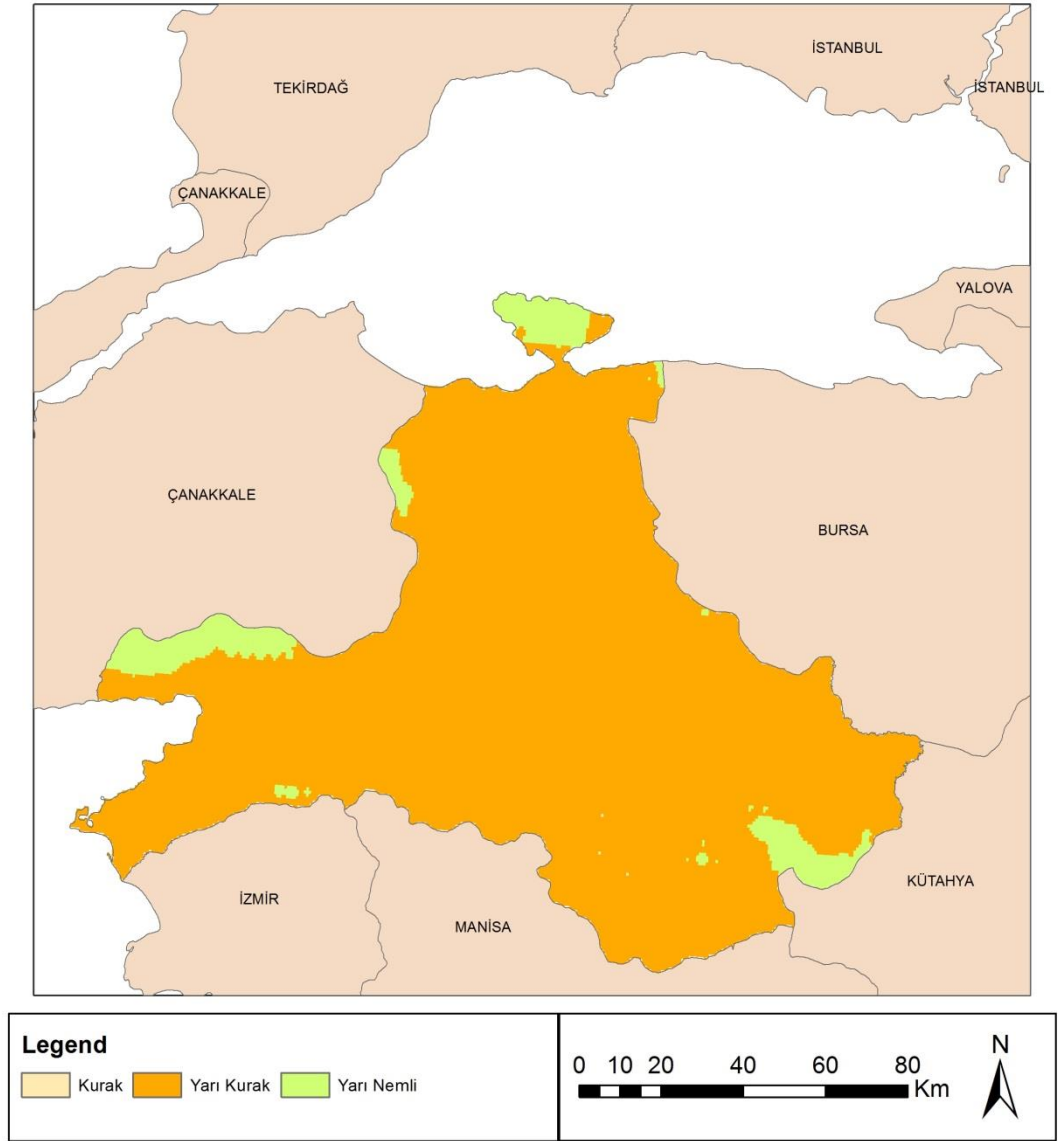 İSTANBUL
TEKİRDAĞ
İSTANBUL
ÇANAKKALE
YALOVA
ÇANAKKALE
BURSA
KÜTAHYA
İZMİR
MANİSA
Legend
Kurak
Yarı Kurak
Yarı Nemli
0 10 20 40 60 80
Km
N